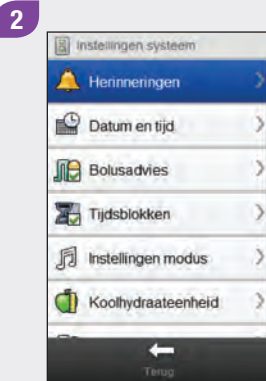 2
Instellingen systeem
Herinneringen
Datum en tijd
Bolusadvies
Tijdsblokken
Instellingen modus
Koolhydraateenheid
Terug